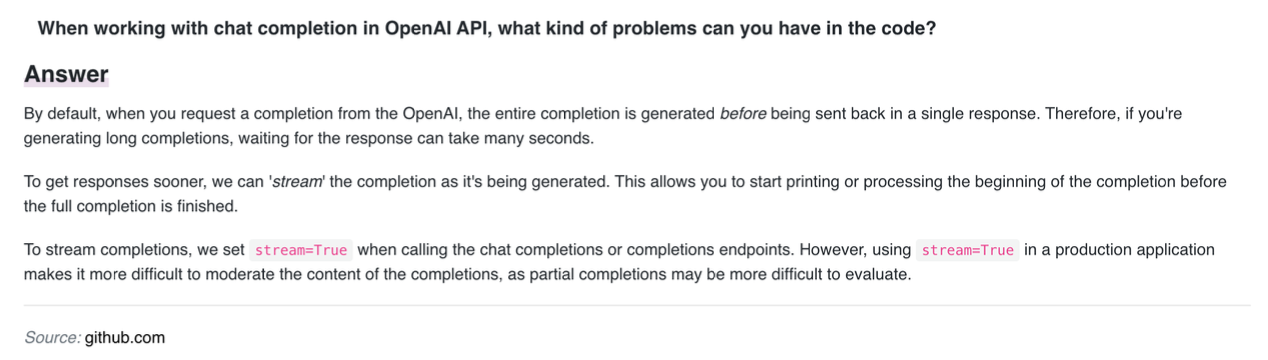 When working with chat completion in OpenAI API, what kind of problems can you have in the code?
Answer
By default, when you request a completion from the OpenAI, the entire completion is generated before being sent back in a single response. Therefore, if you're
generating long completions, waiting for the response can take many seconds.
To get responses sooner, we can 'stream' the completion as it's being generated. This allows you to start printing or processing the beginning of the completion before
the full completion is finished.
To stream completions, we set stream=True when calling the chat completions or completions endpoints. However, using stream=True in a production application
makes it more difficult to moderate the content of the completions, as partial completions may be more difficult to evaluate.
Source: github.com